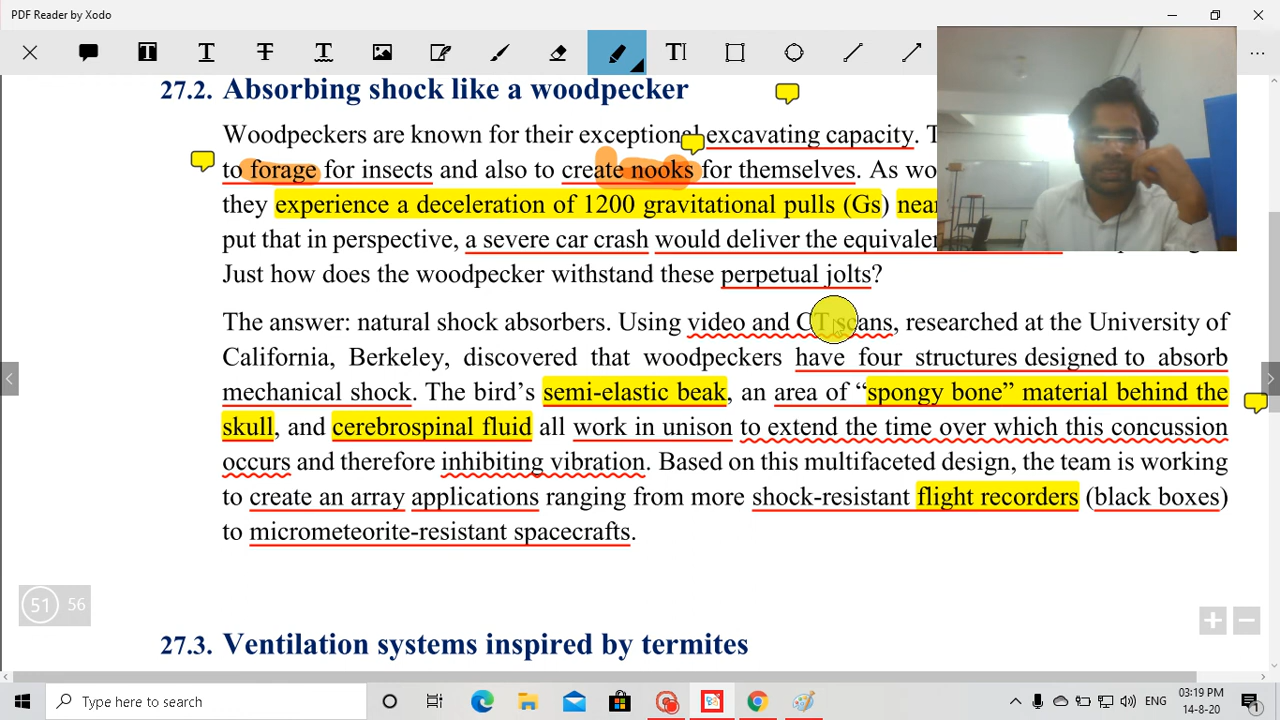 PDF Reader by Xodo
27.2. Absorbing shock like a woodpecker
Woodpeckers are known for their exceptional excavating capacity. T
to forage for insects and also to create nooks for themselves. As wo
they experience a deceleration of 1200 gravitational pulls (Gs) near
put that in perspective, a severe car crash would deliver the equivale
Just how does the woodpecker withstand these perpetual jolts?
The answer: natural shock absorbers. Using video and CT scans, researched at the University of
California, Berkeley, discovered that woodpeckers have four structures designed to absorb
mechanical shock. The bird’s semi-elastic beak, an area of “spongy bone” material behind the
skull, and cerebrospinal fluid all work in unison to extend the time over which this concussion
occurs and therefore inhibiting vibration. Based on this multifaceted design, the team is working
to create an array applications ranging from more shock-resistant flight recorders (black boxes)
to micrometeorite-resistant spacecrafts.
51 56
27.3. Ventilation systems inspired by termites
Type here to search
ENG
03:19 PM
14-8-20